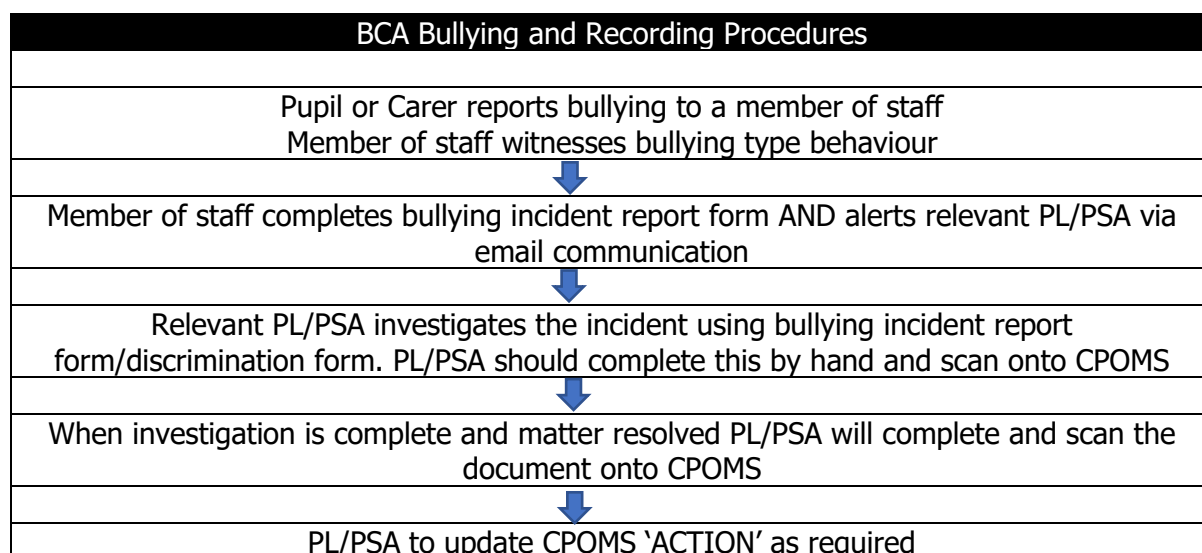 BCA Bullying and Recording Procedures
Pupil or Carer reports bullying to a member of staff
Member of staff witnesses bullying type behaviour
Member of staff completes bullying incident report form AND alerts relevant PL/PSA via
email communication
Relevant PL/PSA investigates the incident using bullying incident report
form/discrimination form. PL/PSA should complete this by hand and scan onto CPOMS
When investigation is complete and matter resolved PL/PSA will complete and scan the
document onto CPOMS
PL/PSA to update CPOMS ‘ACTION’ as required